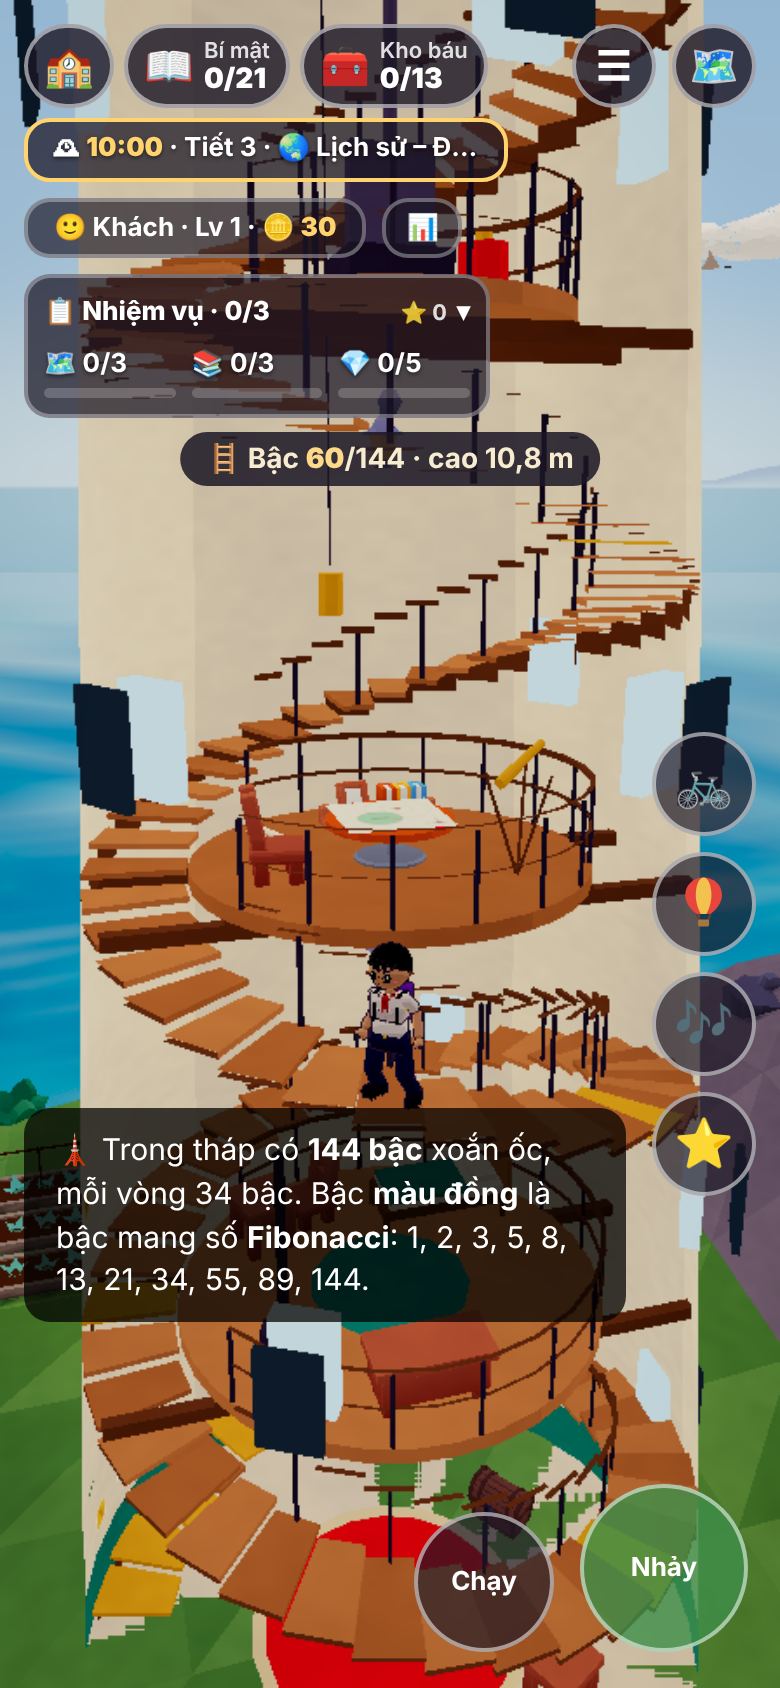 Bí mật
0/21
Kho báu
0/13
10:00 · Tiết 3 · Lịch sử – Đ...
Khách · Lv 1 · 30
Nhiệm vụ · 0/3
0 ▼
0/3
0/3
0/5
Bậc 60/144 · cao 10,8 m
Trong tháp có 144 bậc xoắn ốc,
mỗi vòng 34 bậc. Bậc màu đồng là
bậc mang số Fibonacci: 1, 2, 3, 5, 8,
13, 21, 34, 55, 89, 144.
Chạy
Nhảy